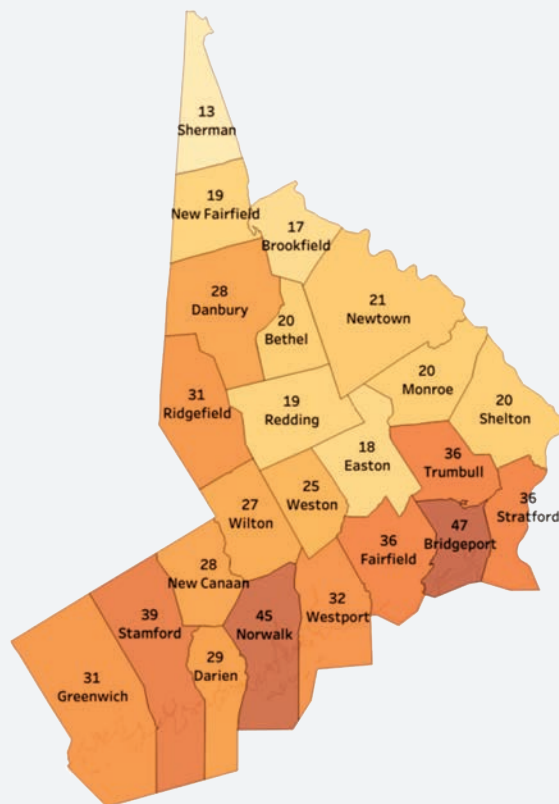 13
Sherman
19
New Fairfield
17
Brookfield
28
Danbury
21
Newtown
20
Bethel
20
Monroe
31
Ridgefield
19
Redding
20
Shelton
18
Easton
36
Trumbull
25
Weston
27
Wilton
36
Stratford
47
Bridgeport
36
Fairfield
28
New Canaan
32
Westport
39
Stamford
45
Norwalk
29
Darien
31
Greenwich